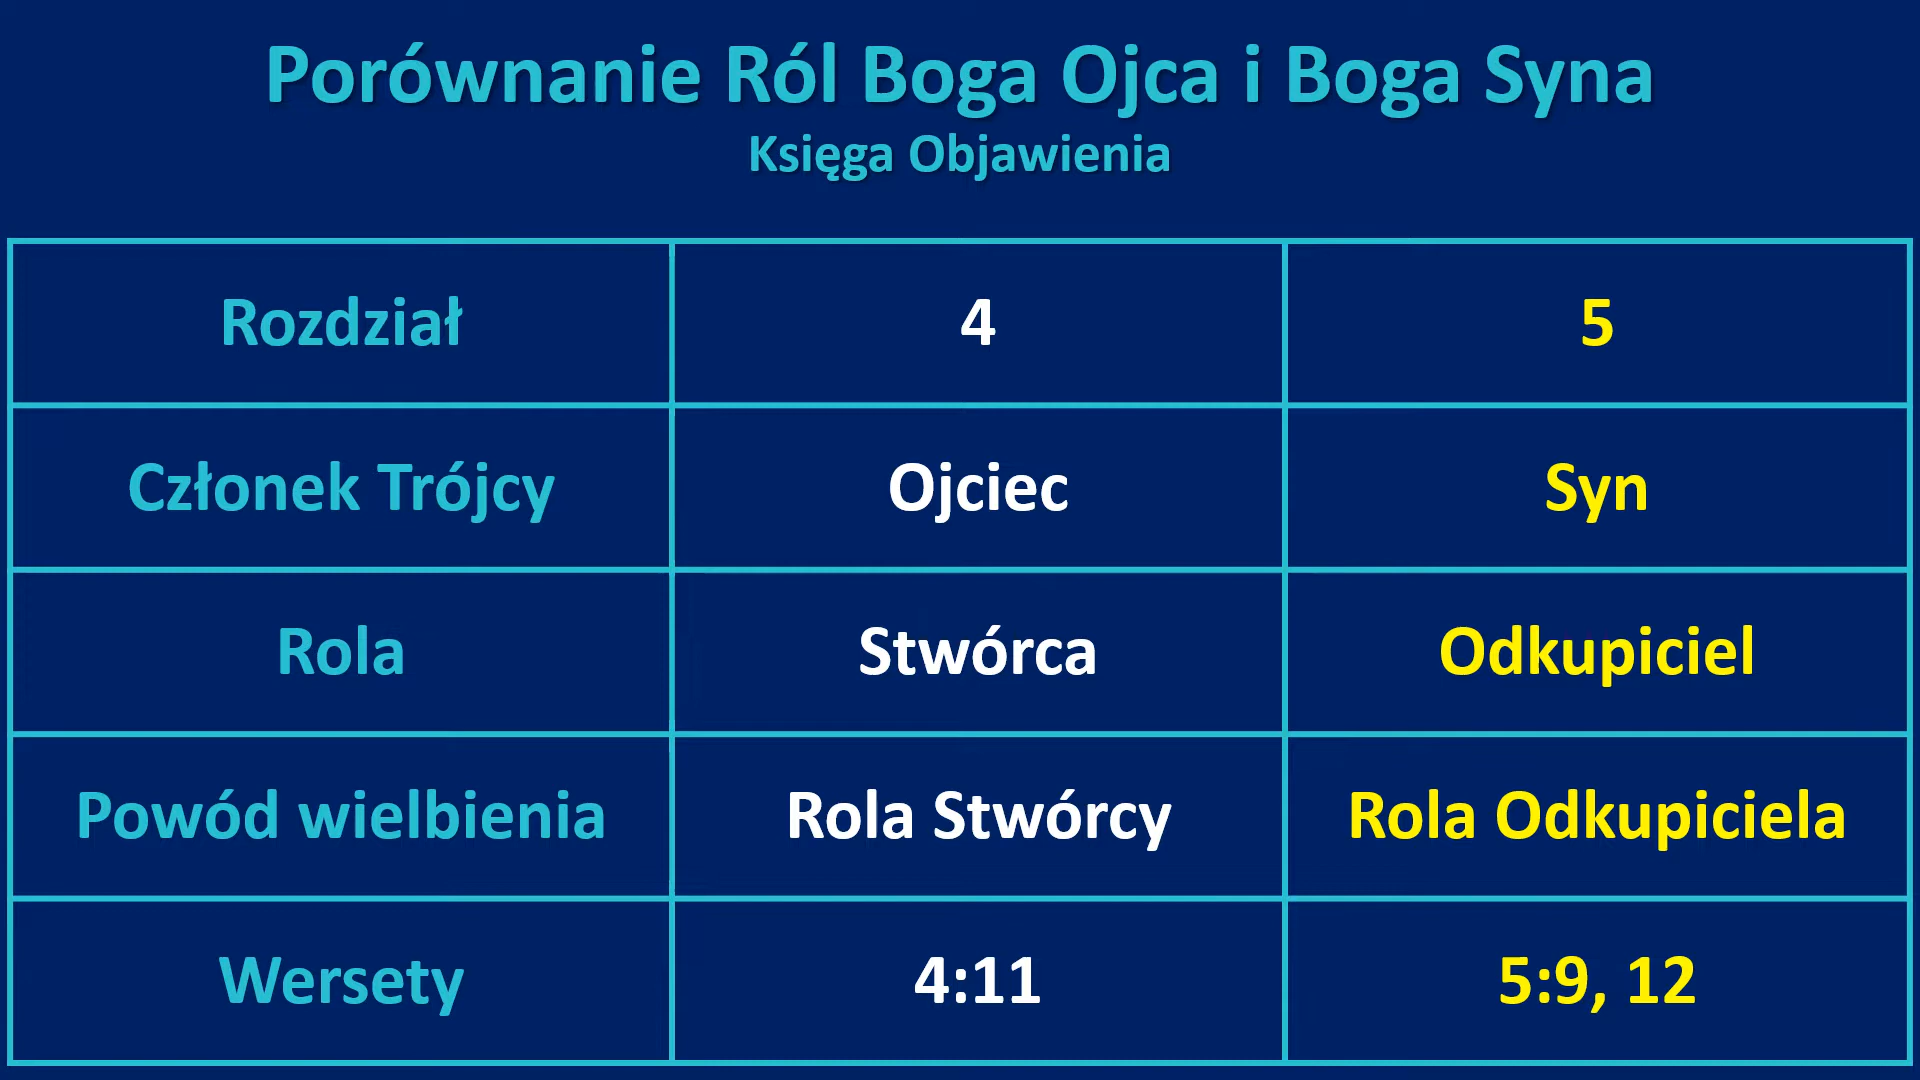 Porównanie Ról Boga Ojca i Boga Syna
Księga Objawienia
Rozdział 4 5
Członek Trójcy Ojciec Syn
Rola Stwórca Odkupiciel
Powód wielbienia Rola Stwórcy Rola Odkupiciela
Wersety 4:11 5:9, 12